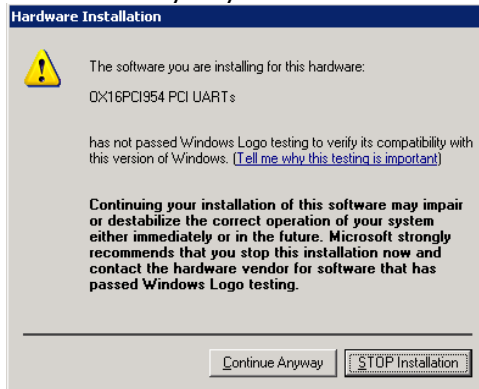 Hardware Installation
The software you are installing for this hardware:
OX16PCI954 PCI UARTs
has not passed Windows Logo testing to verify its compatibility with
this version of Windows. (Tell me why this testing is important)
Continuing your installation of this software may impair
or destabilize the correct operation of your system
either immediately or in the future. Microsoft strongly
recommends that you stop this installation now and
contact the hardware vendor for software that has
passed Windows Logo testing.
Continue Anyway STOP Installation